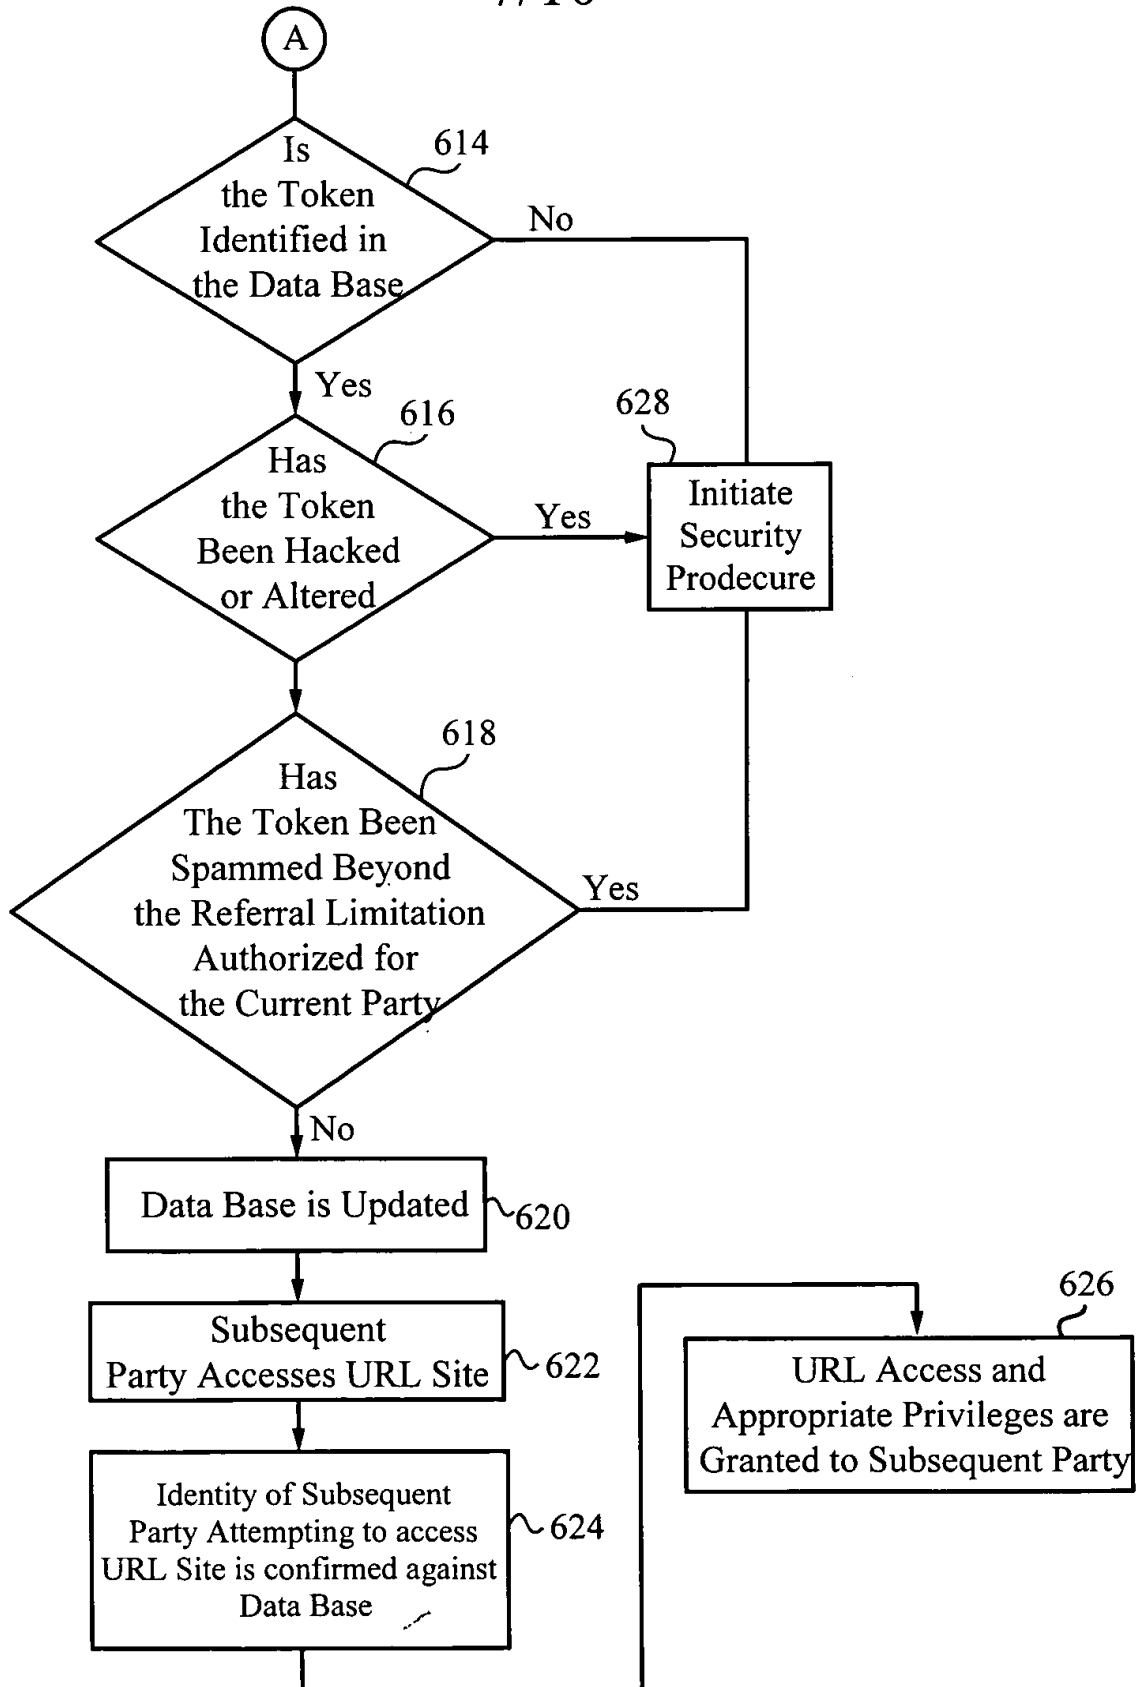 A
614
Is
the Token
Identified in
the Data Base
No
Yes
616
628
Has
the Token
Been Hacked
or Altered
Yes
Initiate
Security
Prodecure
618
Has
The Token Been
Spammed Beyond
the Referral Limitation
Authorized for
the Current Party
Yes
No
Data Base is Updated
620
Subsequent
Party Accesses URL Site
622
626
URL Access and
Appropriate Privileges are
Granted to Subsequent Party
Identity of Subsequent
Party Attempting to access
URL Site is confirmed against
Data Base
624